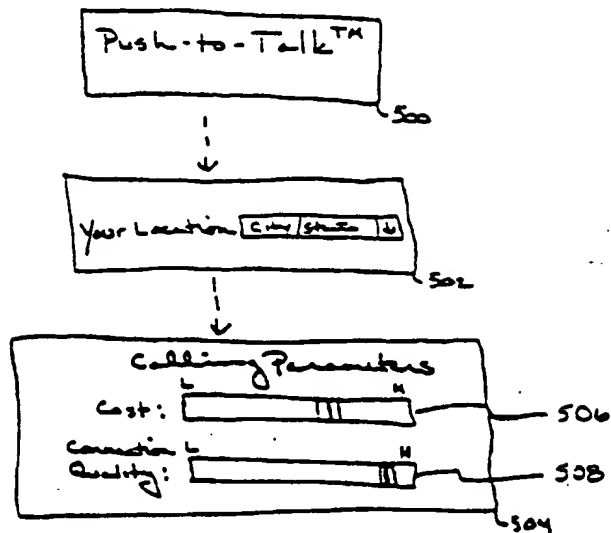 Push-to-Talk™
500
Your Location City State ↓
502
Calling Parameters
L H
Cost: 506
Connection L H
Quality: 508
504